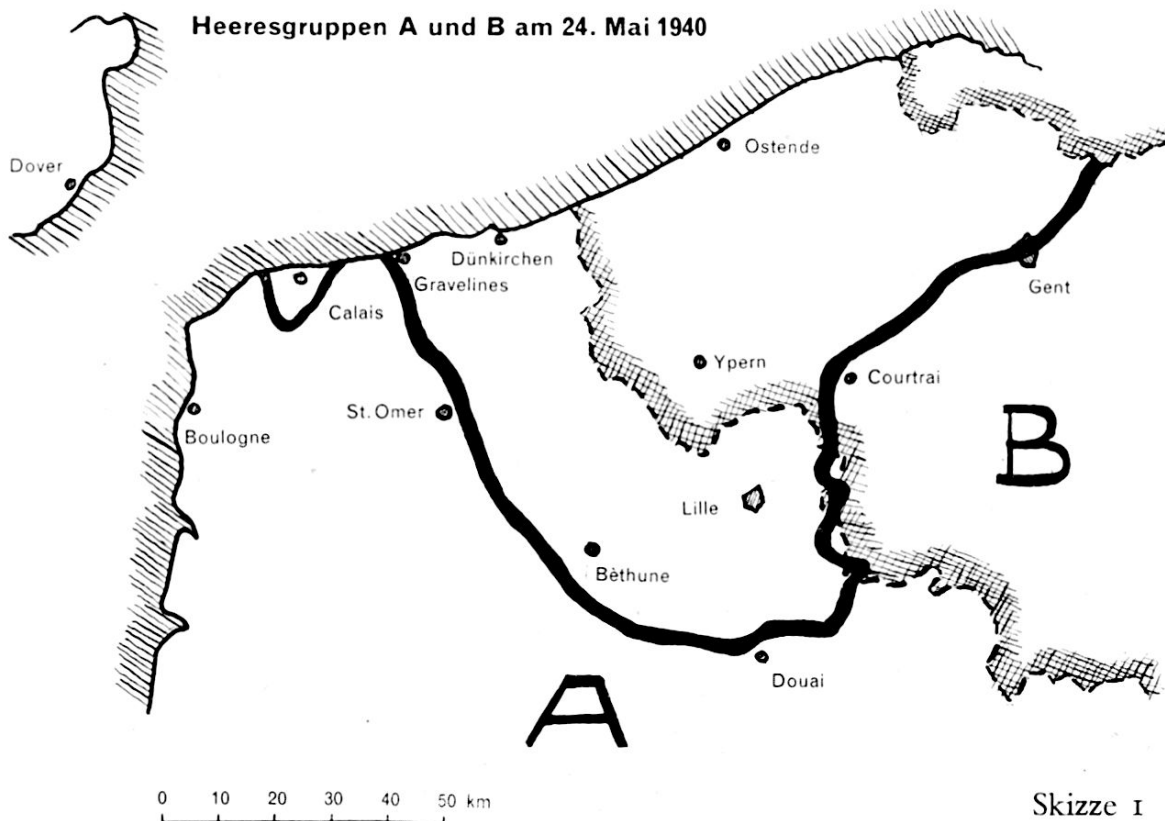 Heeresgruppen A und B am 24. Mai 1940
Dover
Ostende
Dünkirchen
Gravelines
Gent
Calais
Ypern
Courtrai
St. Omer
Boulogne
B
Lille
Bèthune
Douai
A
0 10 20 30 40 50 km
Skizze 1